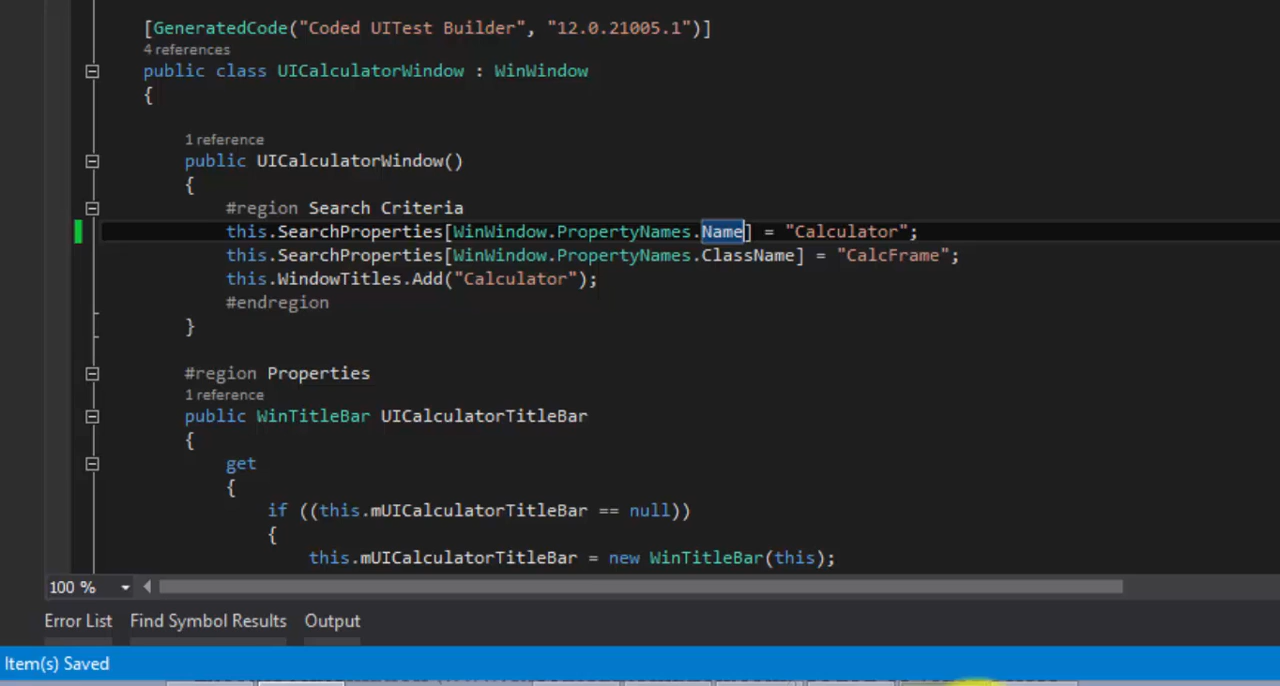 [GeneratedCode("Coded UITest Builder", "12.0.21005.1")]
4 references
public class UICalculatorWindow : WinWindow
{
1 reference
public UICalculatorWindow()
{
#region Search Criteria
this.SearchProperties[WinWindow.PropertyNames.Name] = "Calculator";
this.SearchProperties[WinWindow.PropertyNames.ClassName] = "CalcFrame";
this.WindowTitles.Add("Calculator");
#endregion
}
#region Properties
1 reference
public WinTitleBar UICalculatorTitleBar
{
get
{
if ((this.mUICalculatorTitleBar == null))
{
this.mUICalculatorTitleBar = new WinTitleBar(this);
100 %
Error List Find Symbol Results Output
Item(s) Saved